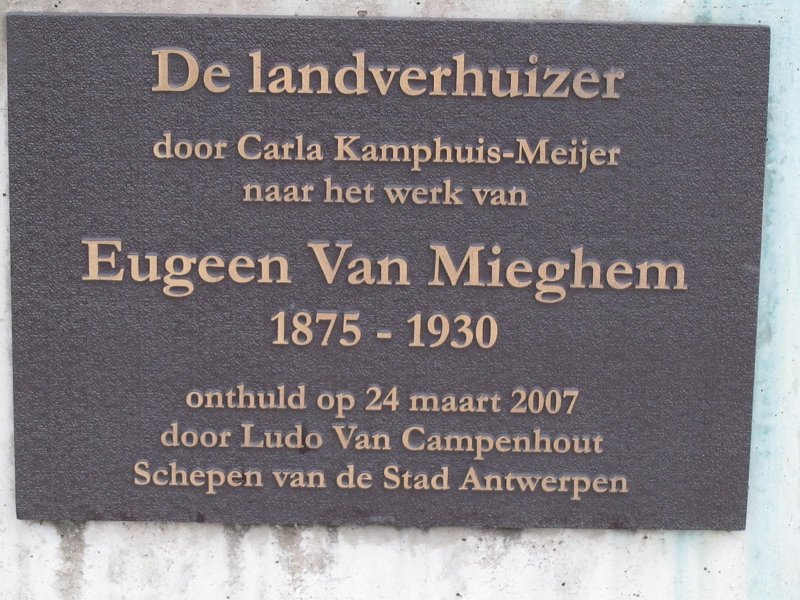 De landverhuizer
door Carla Kamphuis-Meijer
naar het werk van
Eugeen Van Mieghem
1875 - 1930
onthuld op 24 maart 2007
door Ludo Van Campenhout
Schepen van de Stad Antwerpen